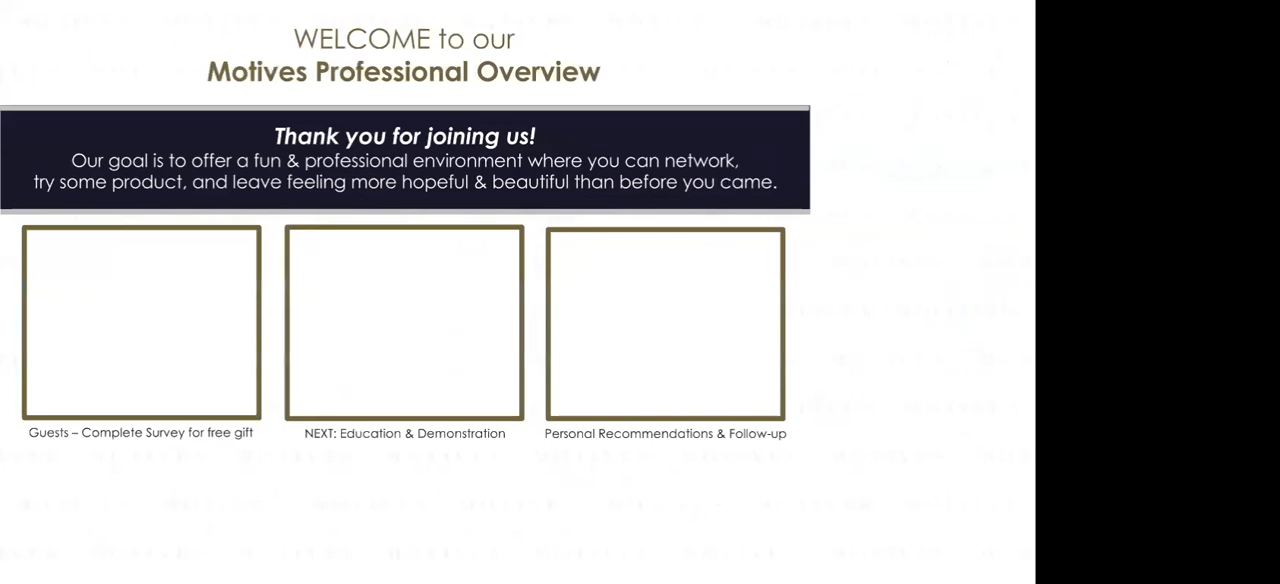 WELCOME to our
Motives Professional Overview
Thank you for joining us!
Our goal is to offer a fun & professional environment where you can network,
try some product, and leave feeling more hopeful & beautiful than before you came.
Guests – Complete Survey for free gift
NEXT: Education & Demonstration
Personal Recommendations & Follow-up